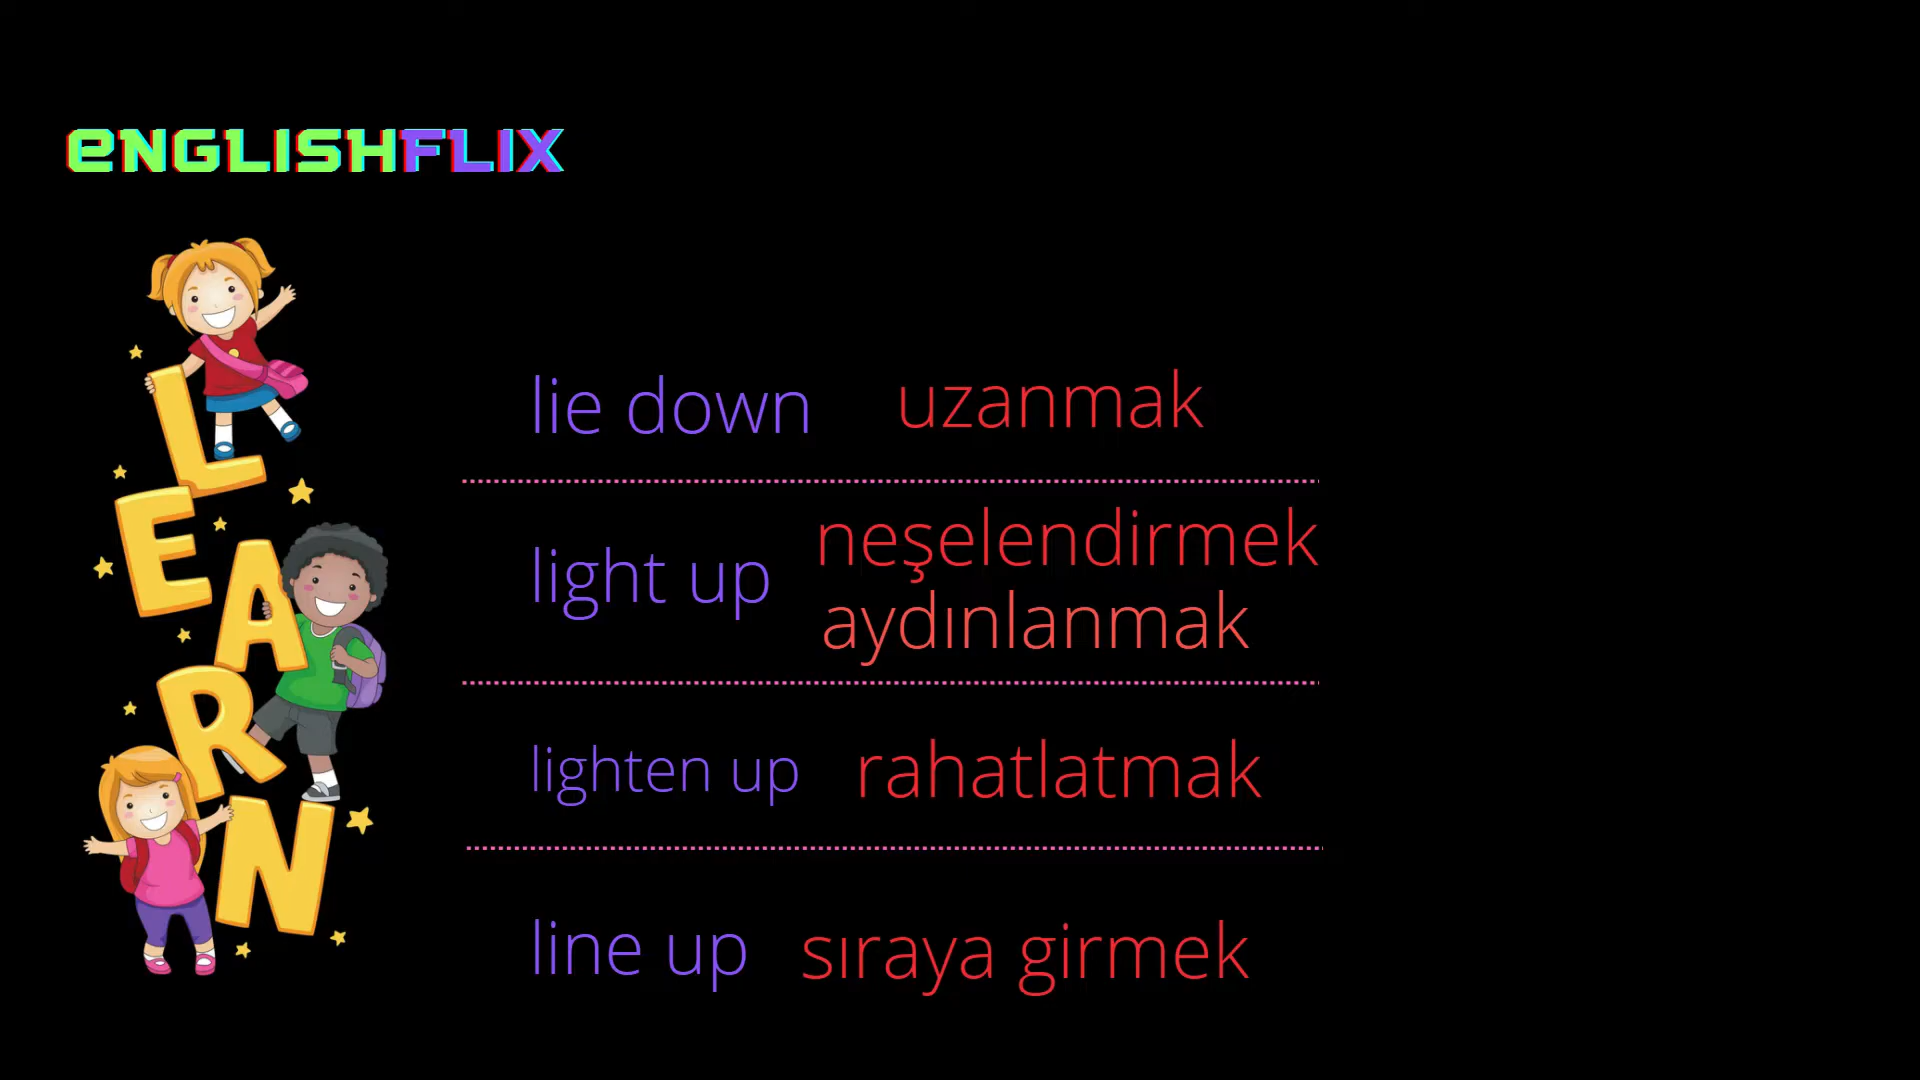 eNGLISHFLIX
LEARN
lie down uzanmak
light up neşelendirmek
aydınlanmak
lighten up rahatlatmak
line up sıraya girmek